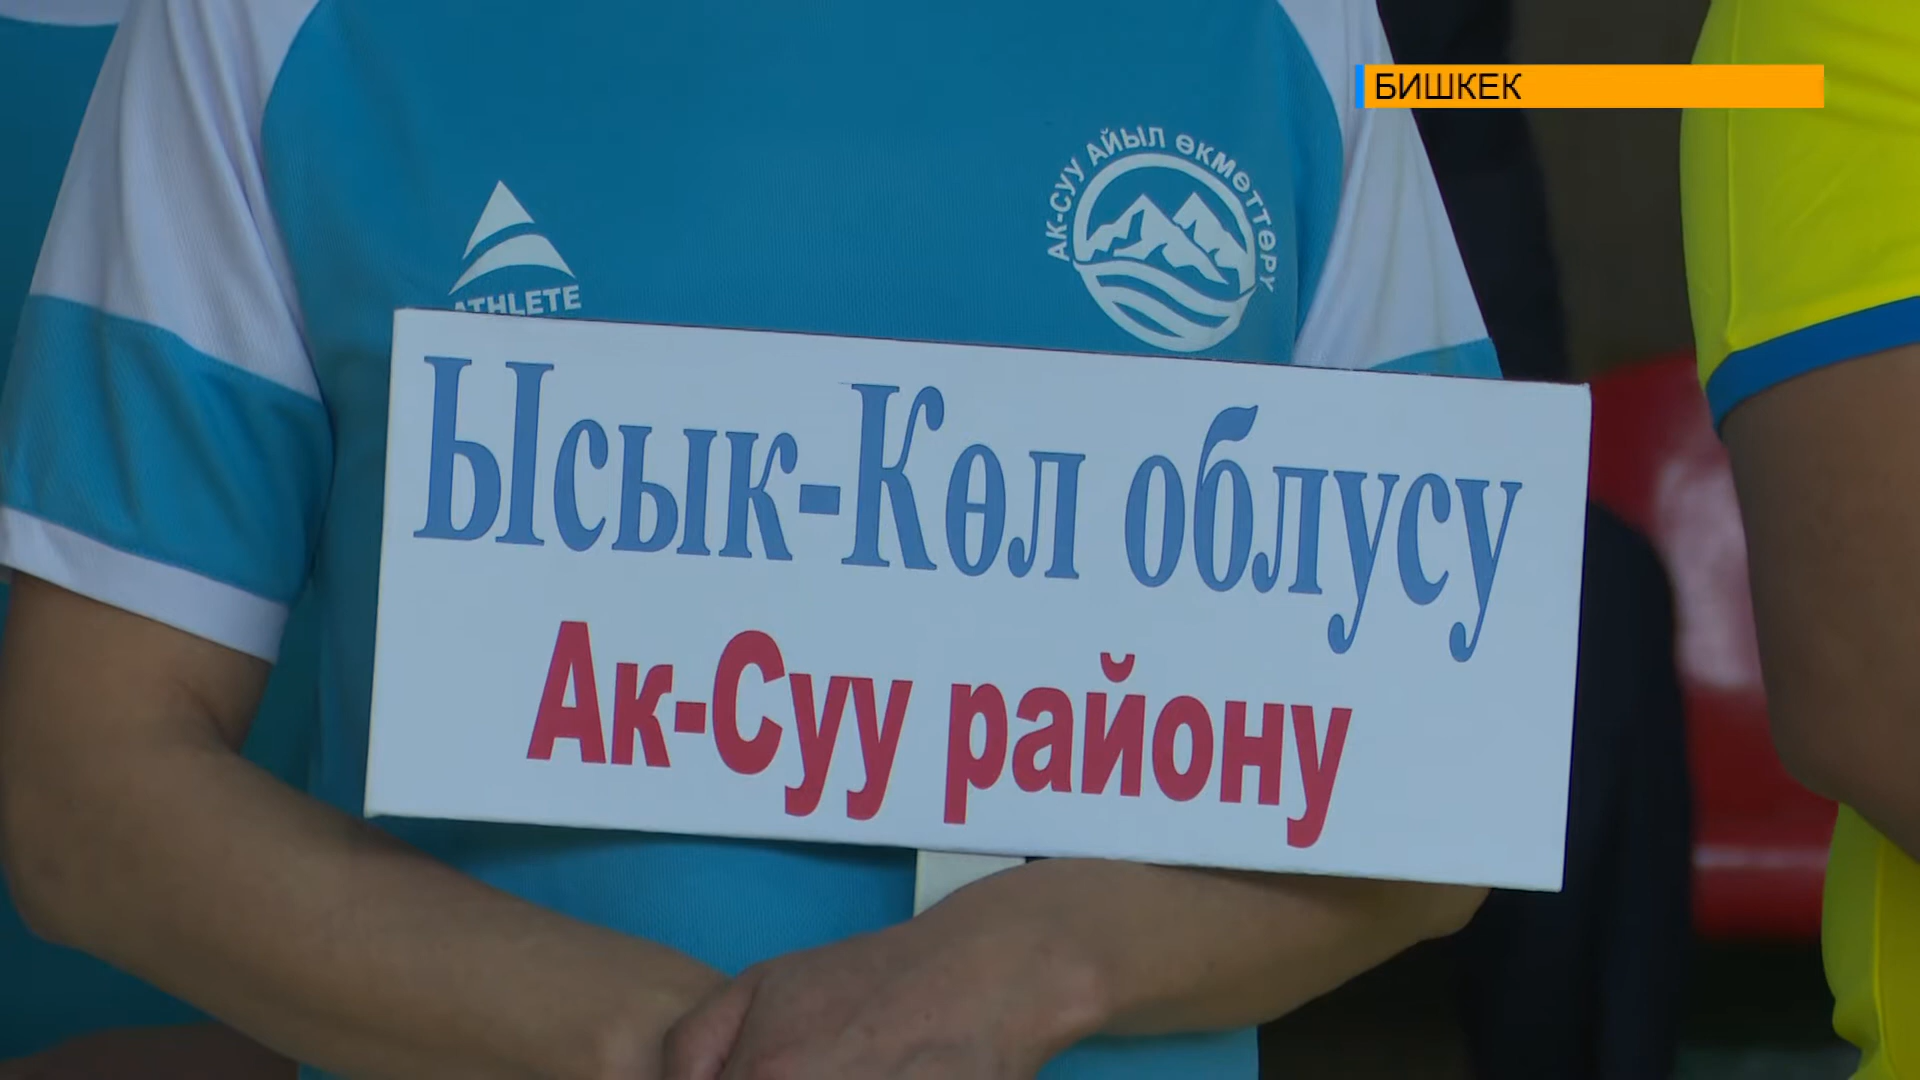 БИШКЕК
АК-СУУ АЙЫЛ ӨКМӨТТӨРҮ
ATHLETE
Ысык-Көл облусу
Ак-Суу району